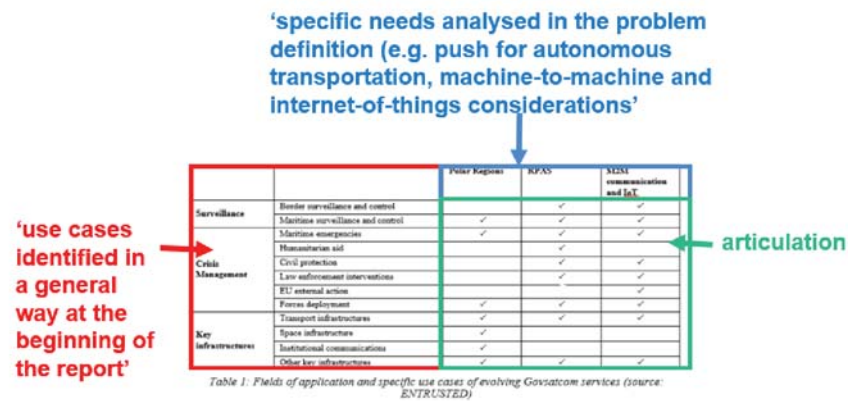 ‘specific needs analysed in the problem
definition (e.g. push for autonomous
transportation, machine-to-machine and
internet-of-things considerations’
Polar Regions RPAS M2M
communication
and IoT
Surveillance
Border surveillance and control ✓ ✓
Maritime surveillance and control ✓ ✓ ✓
‘use cases
identified in
a general
way at the
beginning of
the report’
articulation
Crisis
Management
Maritime emergencies ✓ ✓ ✓
Humanitarian aid ✓
Civil protection ✓ ✓
Law enforcement interventions ✓ ✓
EU external action ✓
Forces deployment ✓ ✓ ✓
Key
infrastructures
Transport infrastructures ✓ ✓ ✓
Space infrastructure ✓
Institutional communications ✓
Other key infrastructures ✓ ✓ ✓
Table 1: Fields of application and specific use cases of evolving Govsatcom services (source:
ENTRUSTED)